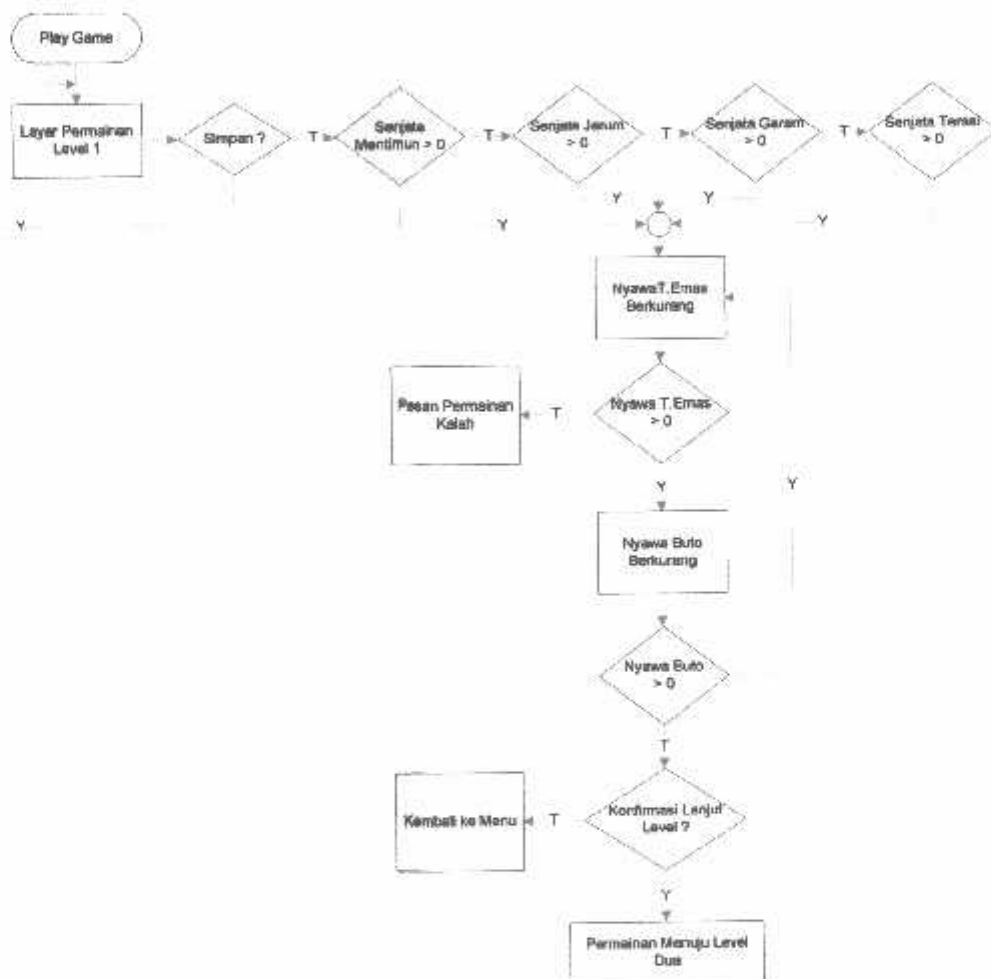 Play Game
Layar Permainan
Level 1
Simpan ?
T
Senjata
Mentimun > 0
T
Senjata Jarum
> 0
T
Senjata Garam
> 0
T
Senjata Terasi
> 0
Y
Y
Y
Y
Y
Nyawa T.Emas
Berkurang
Nyawa T.Emas
> 0
T
Pesan Permainan
Kalah
Y
Y
Nyawa Buto
Berkurang
Nyawa Buto
> 0
T
Konfirmasi Lanjut
Level ?
T
Kembali ke Menu
Y
Permainan Menuju Level
Dua